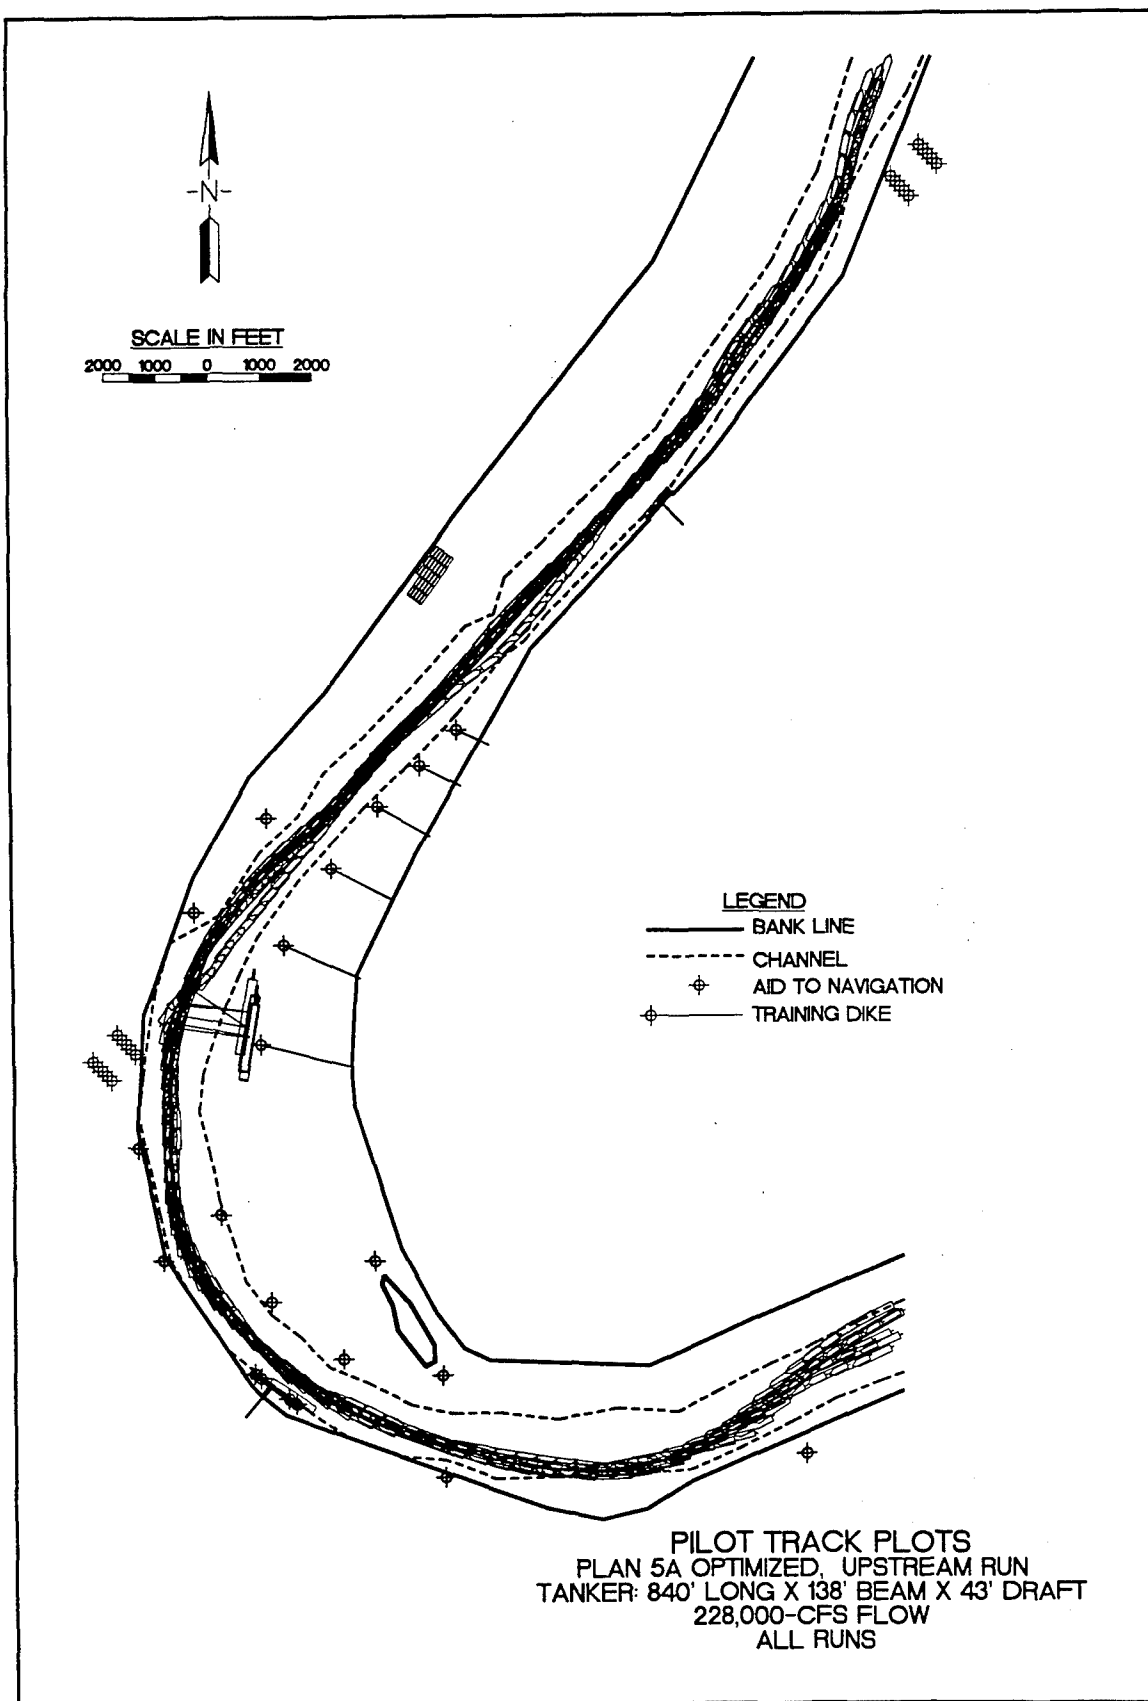 -N-
SCALE IN FEET
2000 1000 0 1000 2000
LEGEND
BANK LINE
CHANNEL
AID TO NAVIGATION
TRAINING DIKE
PILOT TRACK PLOTS
PLAN 5A OPTIMIZED, UPSTREAM RUN
TANKER: 840' LONG X 138' BEAM X 43' DRAFT
228,000-CFS FLOW
ALL RUNS